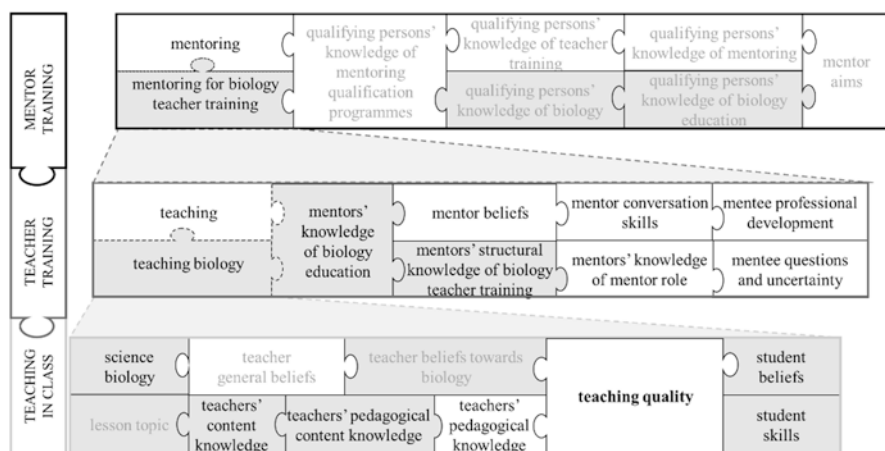 MENTOR
TRAINING
mentoring
mentoring for biology
teacher training
qualifying persons'
knowledge of
mentoring
qualification
programmes
qualifying persons'
knowledge of teacher
training
qualifying persons'
knowledge of biology
qualifying persons'
knowledge of mentoring
qualifying persons'
knowledge of biology
education
mentor
aims
TEACHER
TRAINING
teaching
teaching biology
mentors'
knowledge
of biology
education
mentor beliefs
mentors' structural
knowledge of biology
teacher training
mentor conversation
skills
mentors' knowledge
of mentor role
mentee professional
development
mentee questions
and uncertainty
TEACHING
IN CLASS
science
biology
lesson topic
teacher
general beliefs
teachers'
content
knowledge
teacher beliefs towards
biology
teachers' pedagogical
content knowledge
teachers'
pedagogical
knowledge
teaching quality
student
beliefs
student
skills